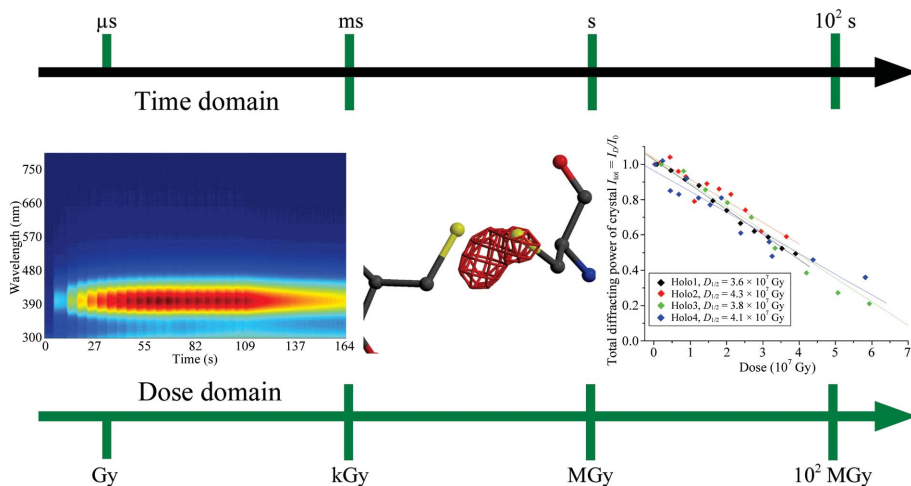 µs
ms
s
10² s
Time domain
Wavelength (nm)
750
660
570
480
390
300
0
27
55
82
109
137
164
Time (s)
Total diffracting power of crystal I_tot = I_D/I_0
1.0
0.8
0.6
0.4
0.2
0.0
Holo1, D_1/2 = 3.6 × 10⁷ Gy
Holo2, D_1/2 = 4.3 × 10⁷ Gy
Holo3, D_1/2 = 3.8 × 10⁷ Gy
Holo4, D_1/2 = 4.1 × 10⁷ Gy
0
1
2
3
4
5
6
7
Dose (10⁷ Gy)
Dose domain
Gy
kGy
MGy
10² MGy